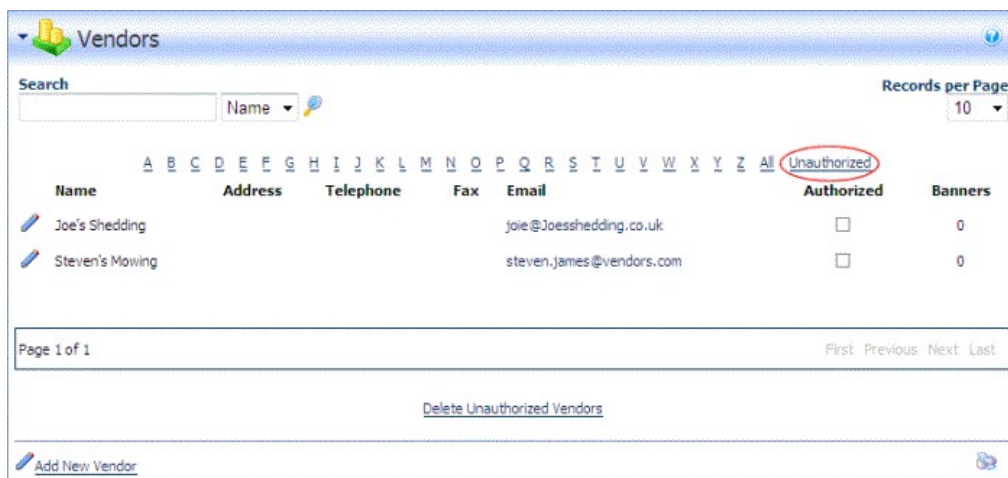 Vendors
Search Records per Page
Name 10
A B C D E F G H I J K L M N O P Q R S T U V W X Y Z All Unauthorized
Name Address Telephone Fax Email Authorized Banners
Joe's Shedding joie@Joesshedding.co.uk 0
Steven's Mowing steven.james@vendors.com 0
Page 1 of 1 First Previous Next Last
Delete Unauthorized Vendors
Add New Vendor